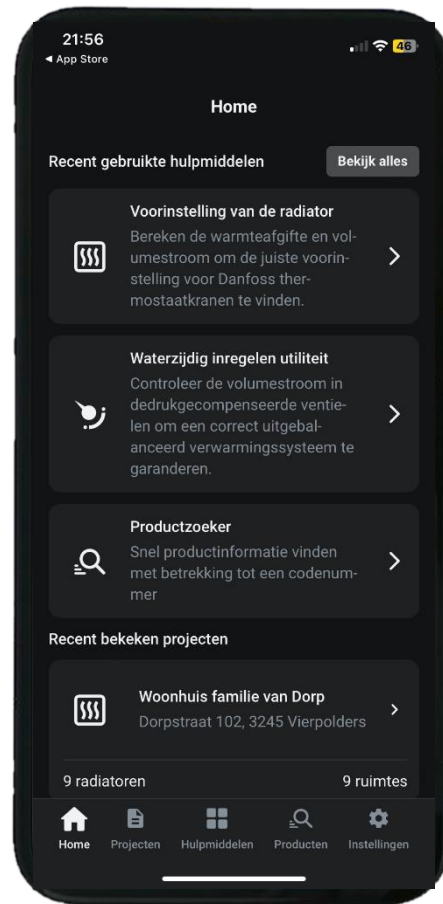 21:56
46
◀ App Store
Home
Recent gebruikte hulpmiddelen
Bekijk alles
Voorinstelling van de radiator
Bereken de warmteafgifte en vol-
umestroom om de juiste voorin-
stelling voor Danfoss ther-
mostaatkranen te vinden.
Waterzijdig inregelen utiliteit
Controleer de volumestroom in
dedrukgecompenseerde ventie-
len om een correct uitgebal-
anceerd verwarmingssysteem te
garanderen.
Productzoeker
Snel productinformatie vinden
met betrekking tot een codenum-
mer
Recent bekeken projecten
Woonhuis familie van Dorp
Dorpstraat 102, 3245 Vierpolders
9 radiatoren
9 ruimtes
Home
Projecten
Hulpmiddelen
Producten
Instellingen